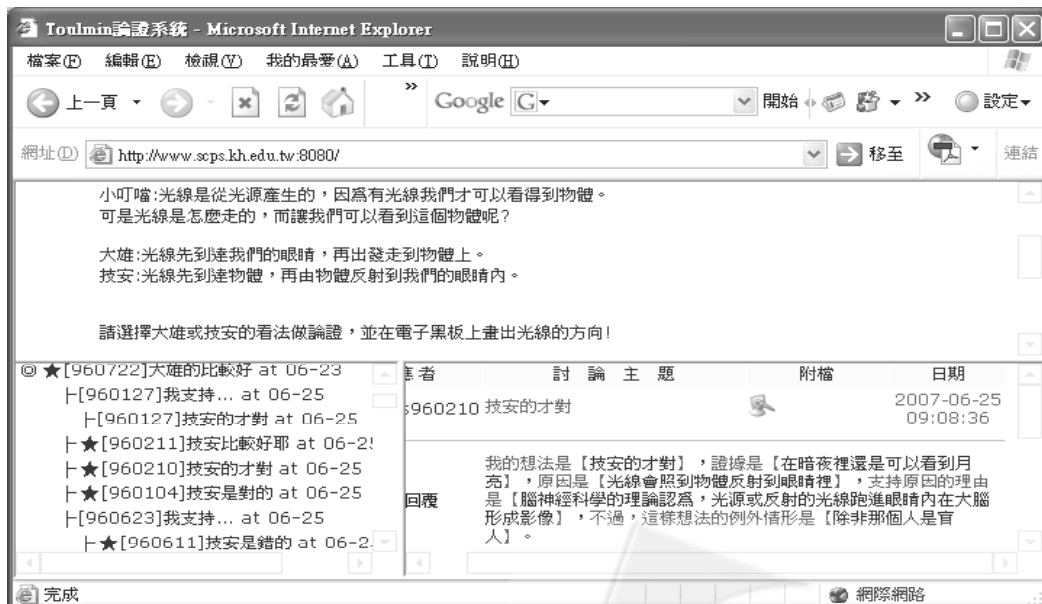 Toulmin論證系統 - Microsoft Internet Explorer
檔案(F) 編輯(E) 檢視(V) 我的最愛(A) 工具(T) 說明(H)
上一頁 » Google G 開始 » 設定
網址(D) http://www.scps.kh.edu.tw:8080/ 移至 連結
小叮噹:光線是從光源產生的，因為有光線我們才可以看得到物體。
可是光線是怎麼走的，而讓我們可以看到這個物體呢?
大雄:光線先到達我們的眼睛，再出發走到物體上。
技安:光線先到達物體，再由物體反射到我們的眼睛內。
請選擇大雄或技安的看法做論證，並在電子黑板上畫出光線的方向!
◎ ★[960722]大雄的比較好 at 06-23
├[960127]我支持... at 06-25
├[960127]技安的才對 at 06-25
├★[960211]技安比較好耶 at 06-2
├★[960210]技安的才對 at 06-25
├★[960104]技安是對的 at 06-25
├[960623]我支持... at 06-25
├★[960611]技安是錯的 at 06-2
應者 討 論 主 題 附檔 日期
s960210 技安的才對 2007-06-25
09:08:36
我的想法是【技安的才對】，證據是【在暗夜裡還是可以看到月
亮】，原因是【光線會照到物體反射到眼睛裡】，支持原因的理由
回覆 是【腦神經科學的理論認為，光源或反射的光線跑進眼睛內在大腦
形成影像】，不過，這樣想法的例外情形是【除非那個人是盲
人】。
完成 網際網路